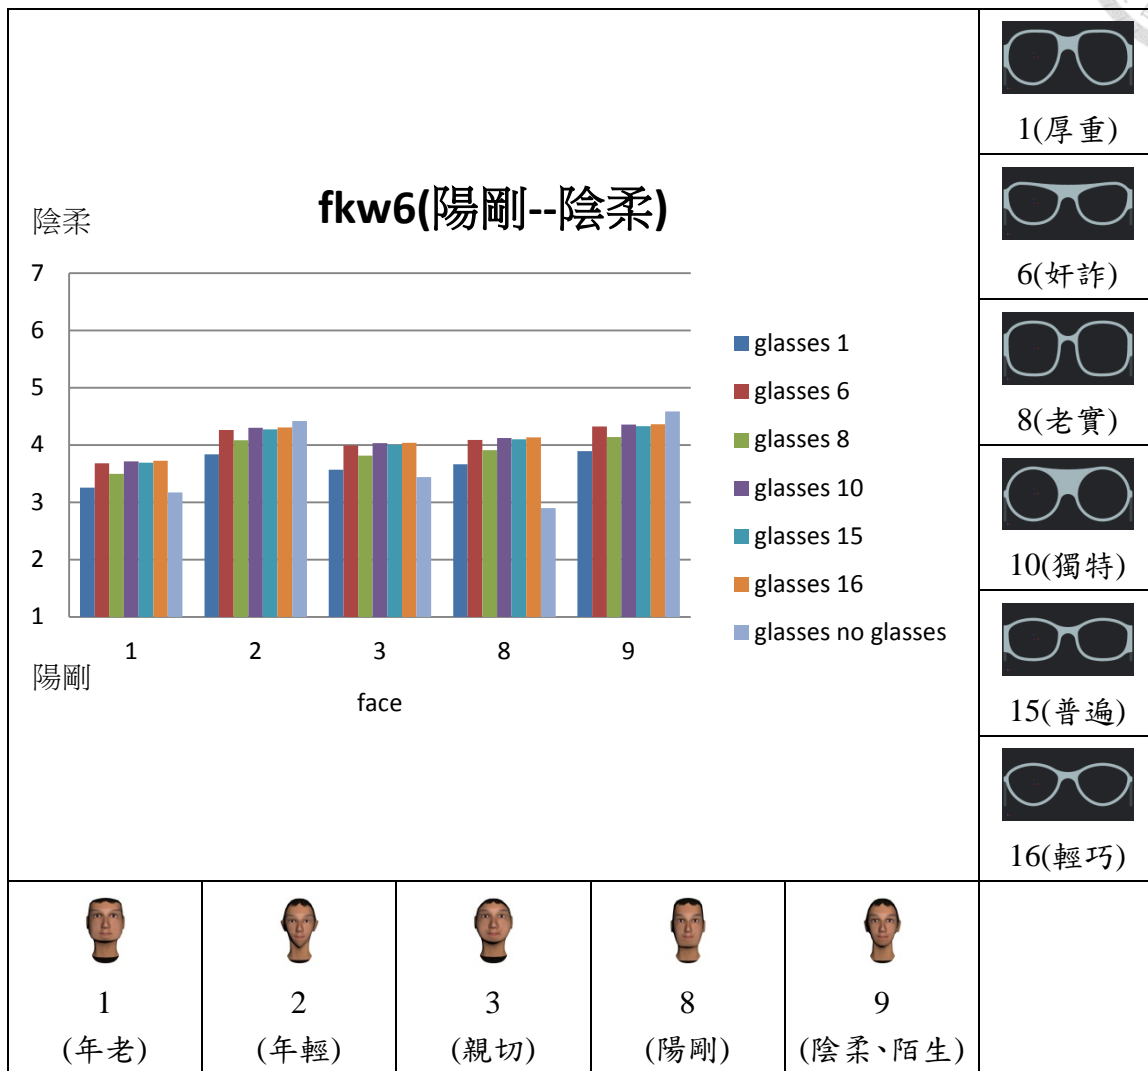 fkw6(陽剛--陰柔)
陰柔
7
6
5
4
3
2
1
陽剛
1
2
3
8
9
face
glasses 1
glasses 6
glasses 8
glasses 10
glasses 15
glasses 16
glasses no glasses
1(厚重)
6(奸詐)
8(老實)
10(獨特)
15(普遍)
16(輕巧)
1
(年老)
2
(年輕)
3
(親切)
8
(陽剛)
9
(陰柔、陌生)